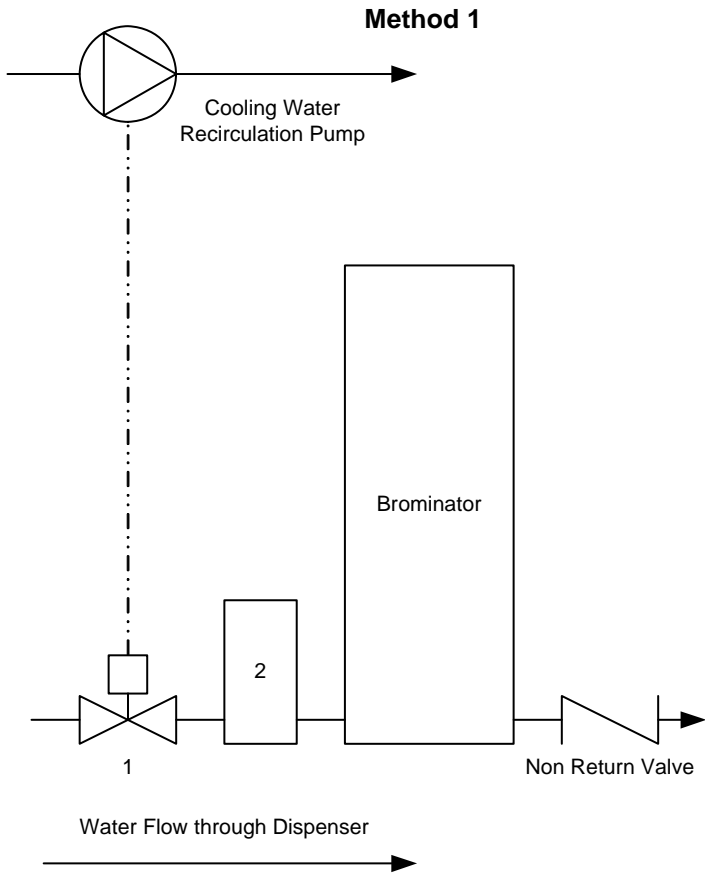 Method 1
Cooling Water
Recirculation Pump
Brominator
2
1
Non Return Valve
Water Flow through Dispenser